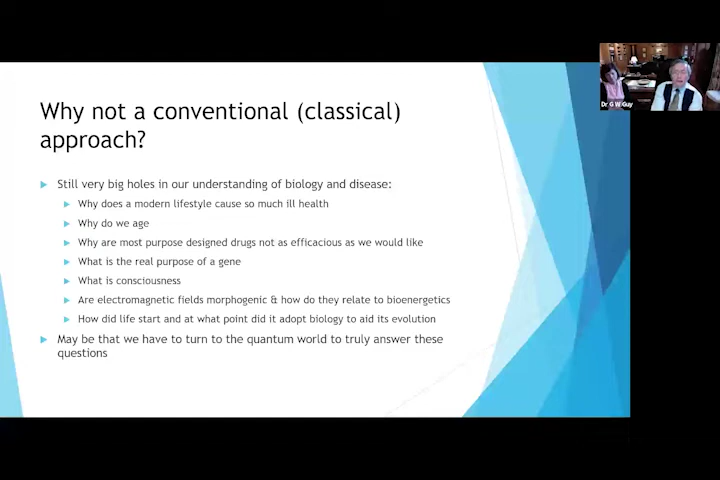 Why not a conventional (classical)
approach?
Still very big holes in our understanding of biology and disease:
Why does a modern lifestyle cause so much ill health
Why do we age
Why are most purpose designed drugs not as efficacious as we would like
What is the real purpose of a gene
What is consciousness
Are electromagnetic fields morphogenic & how do they relate to bioenergetics
How did life start and at what point did it adopt biology to aid its evolution
May be that we have to turn to the quantum world to truly answer these
questions
Dr G W Guy